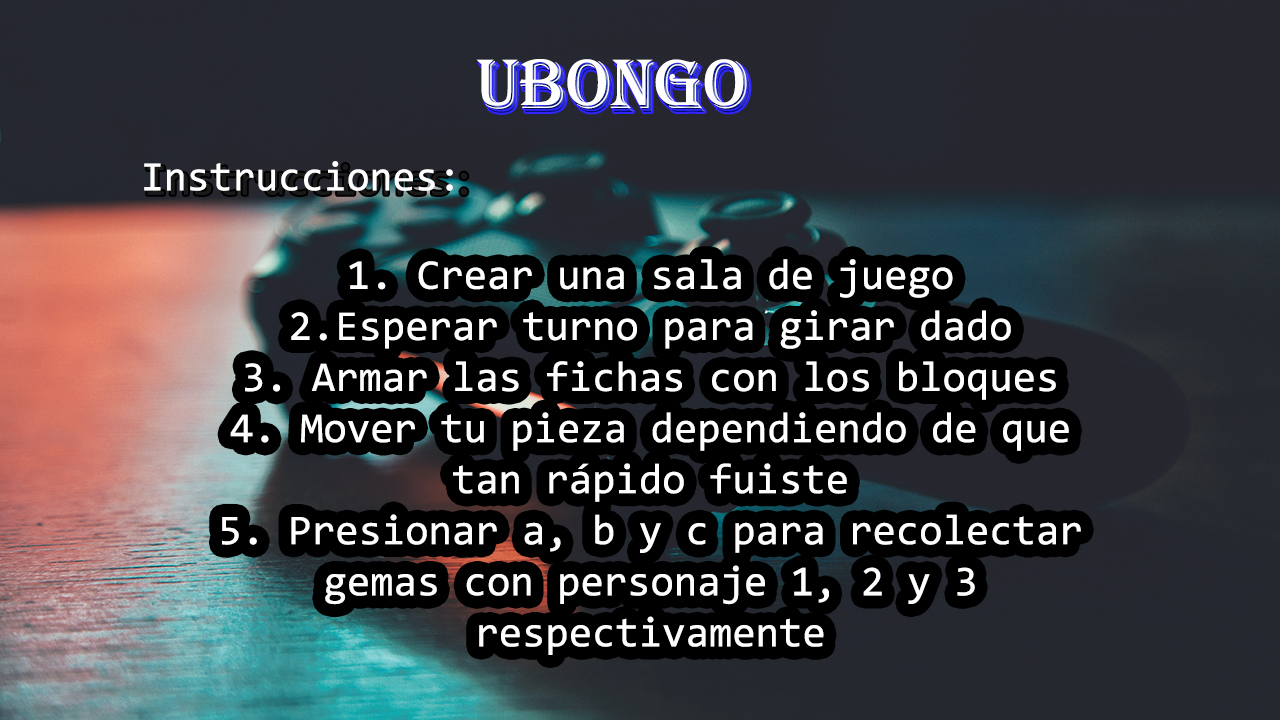 UBONGO
Instrucciones:
1. Crear una sala de juego
2.Esperar turno para girar dado
3. Armar las fichas con los bloques
4. Mover tu pieza dependiendo de que
tan rápido fuiste
5. Presionar a, b y c para recolectar
gemas con personaje 1, 2 y 3
respectivamente